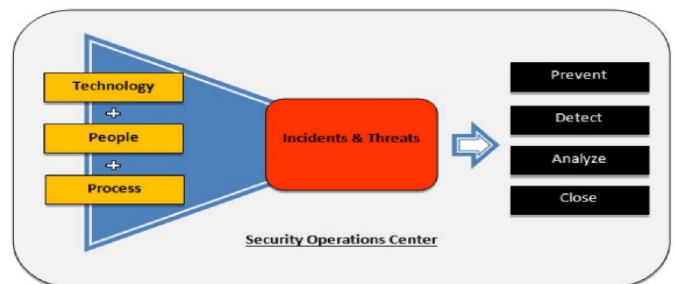 Technology
+
People
+
Process
Incidents & Threats
Prevent
Detect
Analyze
Close
Security Operations Center